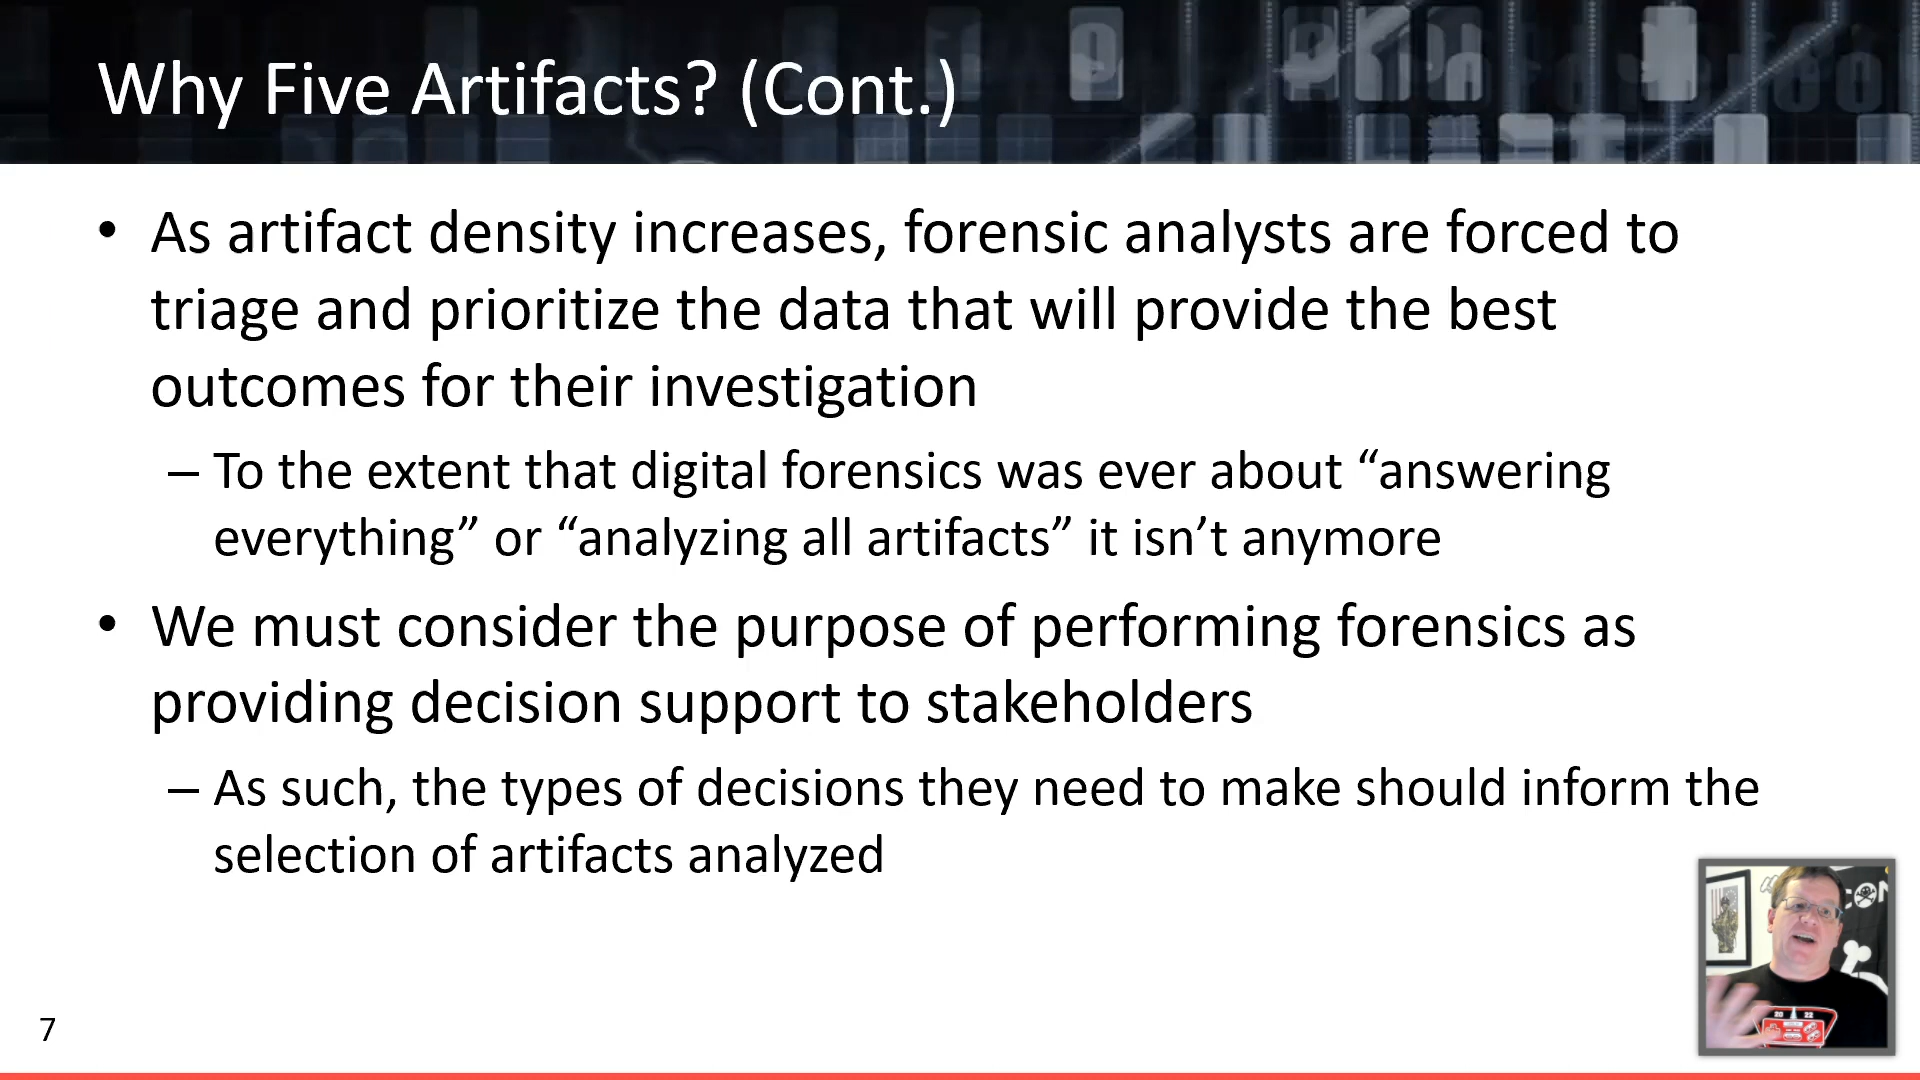 Why Five Artifacts? (Cont.)
• As artifact density increases, forensic analysts are forced to
triage and prioritize the data that will provide the best
outcomes for their investigation
– To the extent that digital forensics was ever about “answering
everything” or “analyzing all artifacts” it isn’t anymore
• We must consider the purpose of performing forensics as
providing decision support to stakeholders
– As such, the types of decisions they need to make should inform the
selection of artifacts analyzed
CON
20 22
7